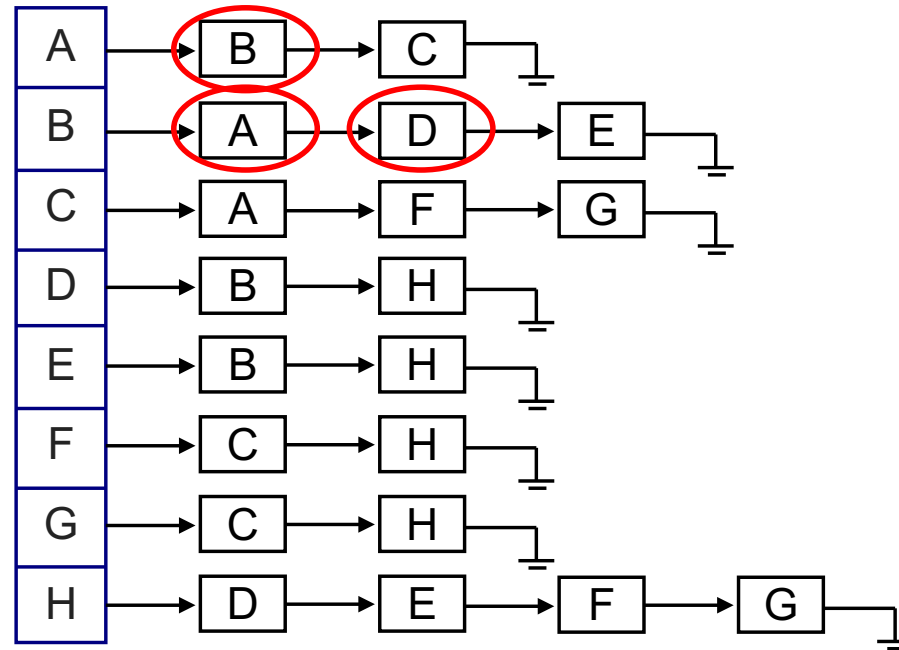 A B C
B A D E
C A F G
D B H
E B H
F C H
G C H
H D E F G